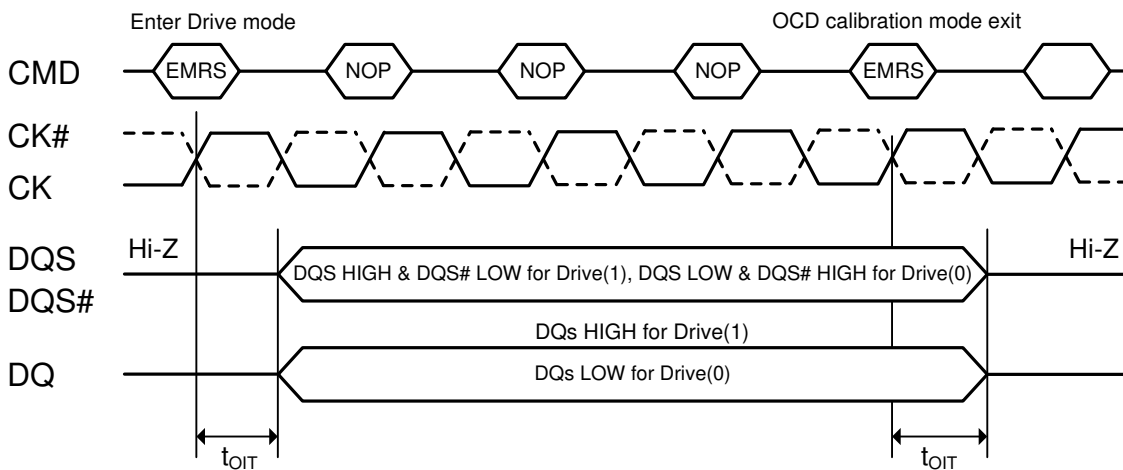 Enter Drive mode OCD calibration mode exit
CMD EMRS NOP NOP NOP EMRS
CK#
CK
Hi-Z Hi-Z
DQS
DQS HIGH & DQS# LOW for Drive(1), DQS LOW & DQS# HIGH for Drive(0)
DQS#
DQs HIGH for Drive(1)
DQ DQs LOW for Drive(0)
tOIT tOIT